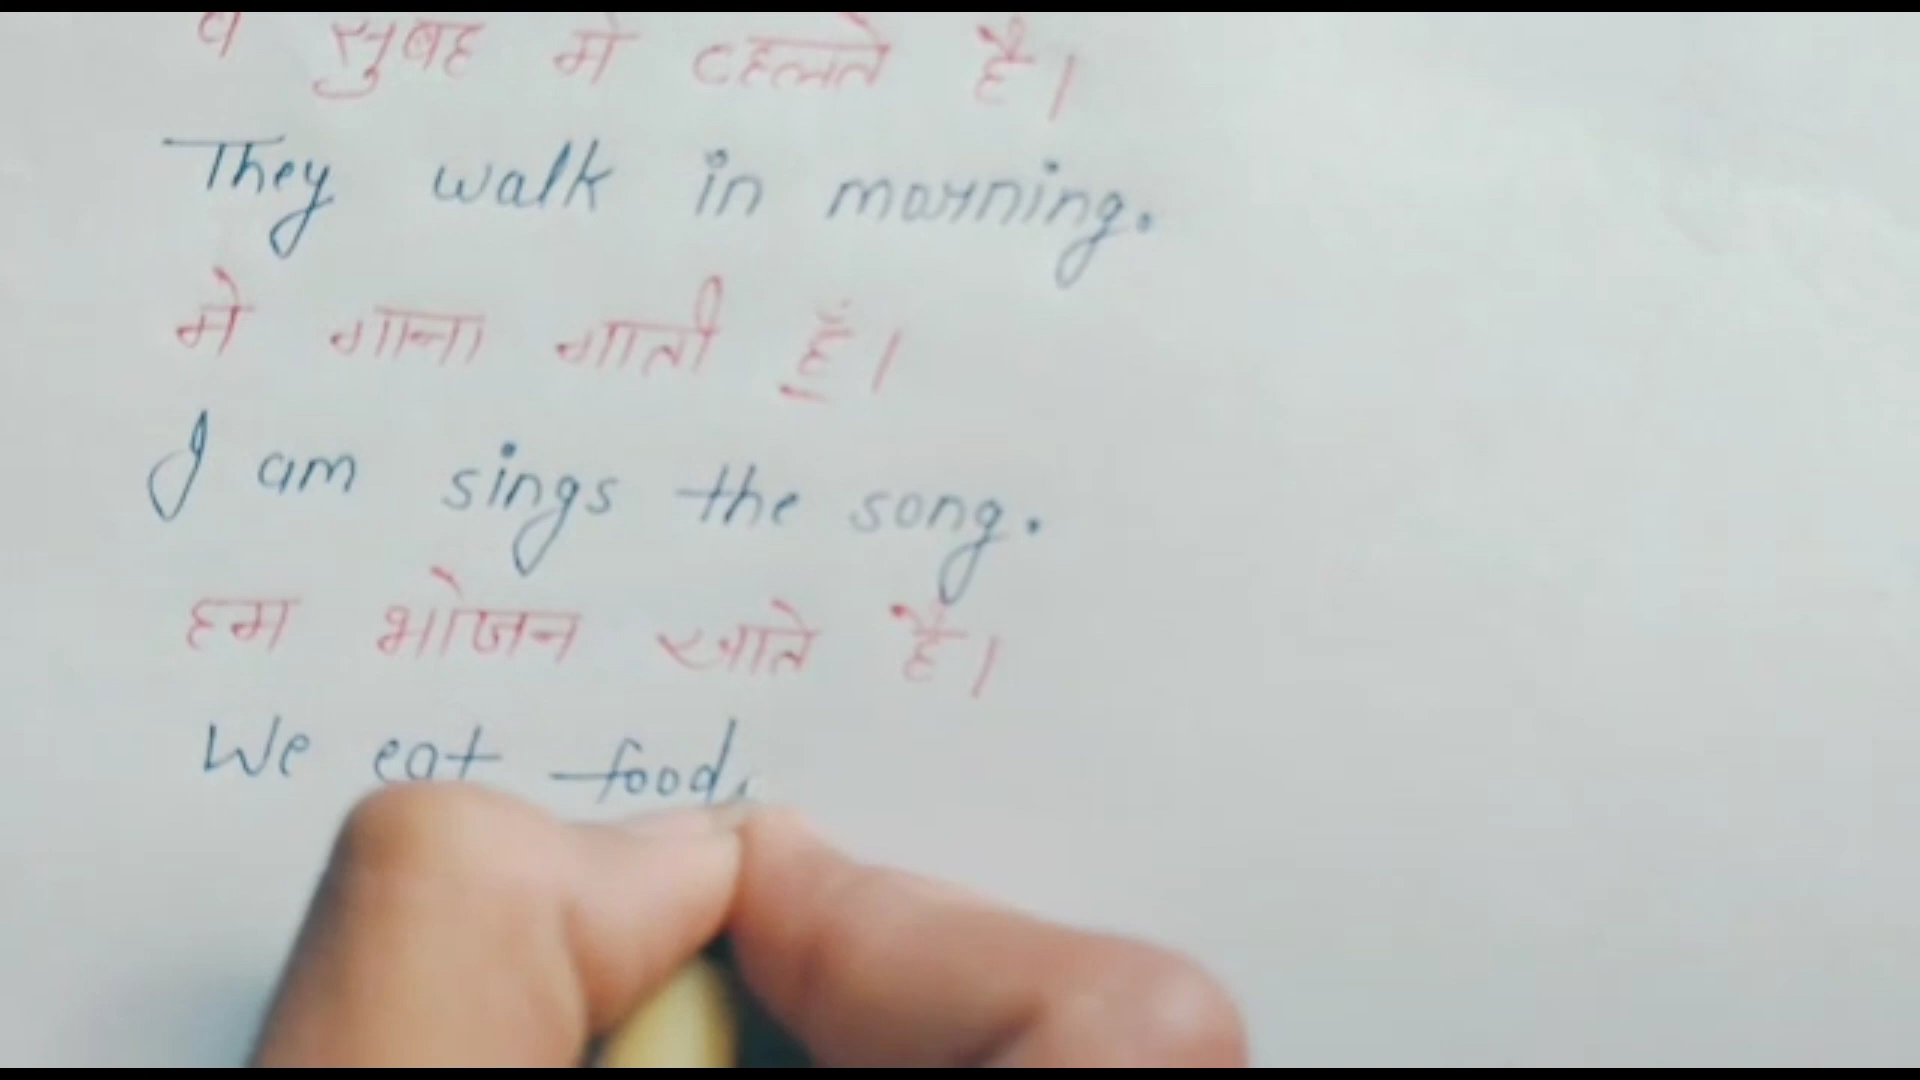 वे सुबह मे टहलते है।
They walk in morning.
मे गाना गाती हूँ।
I am sings the song.
हम भोजन खाते है।
We eat food.